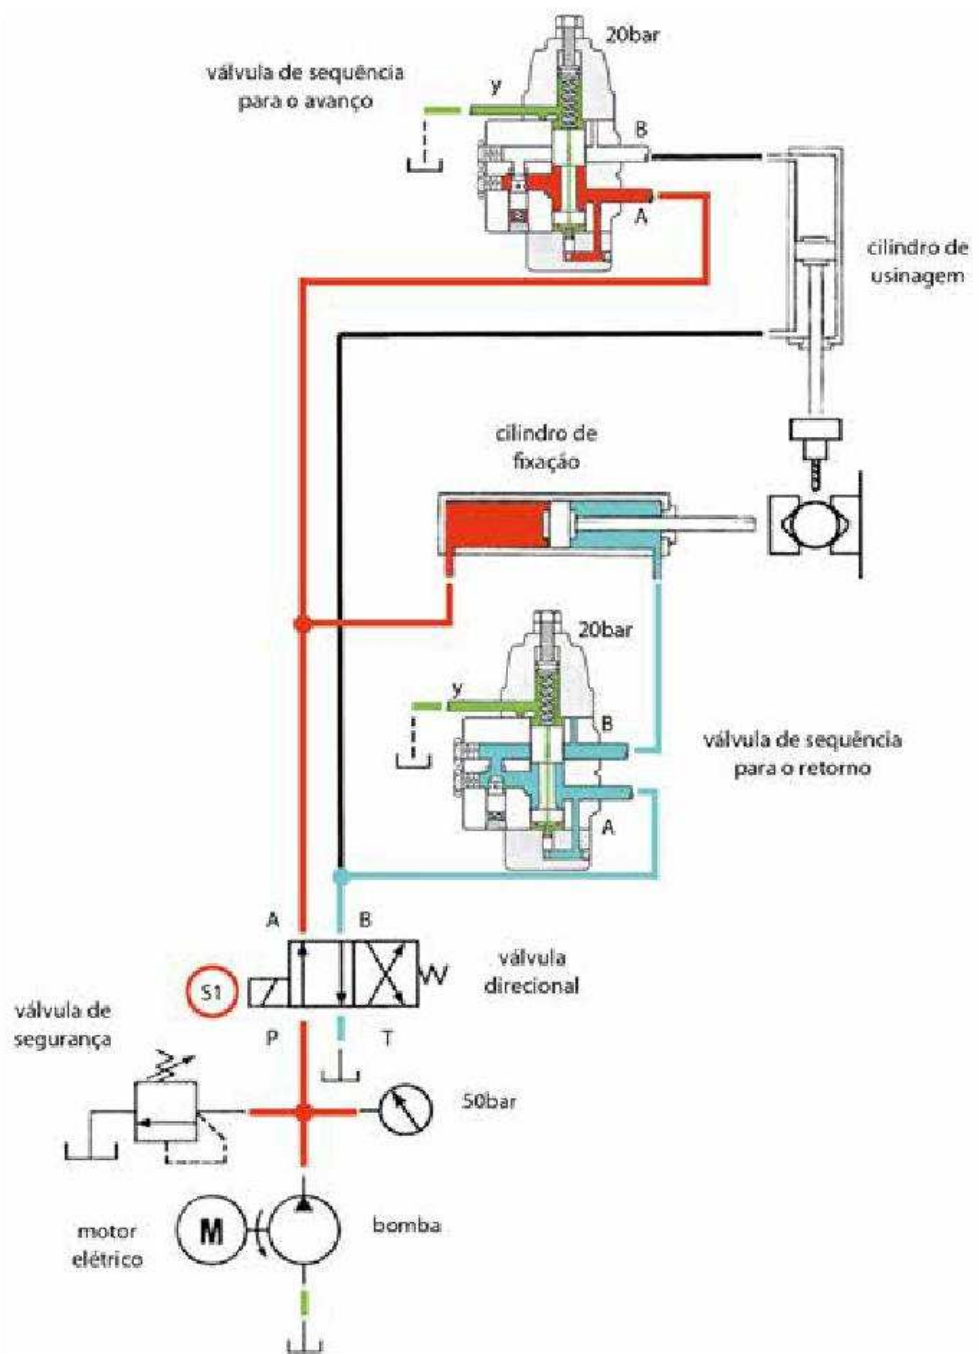 20bar
válvula de sequência
para o avanço
y
B
A
cilindro de
usinagem
cilindro de
fixação
20bar
y
B
válvula de sequência
para o retorno
A
A
B
válvula
direcional
S1
válvula de
segurança
P
T
50bar
M
bomba
motor
elétrico